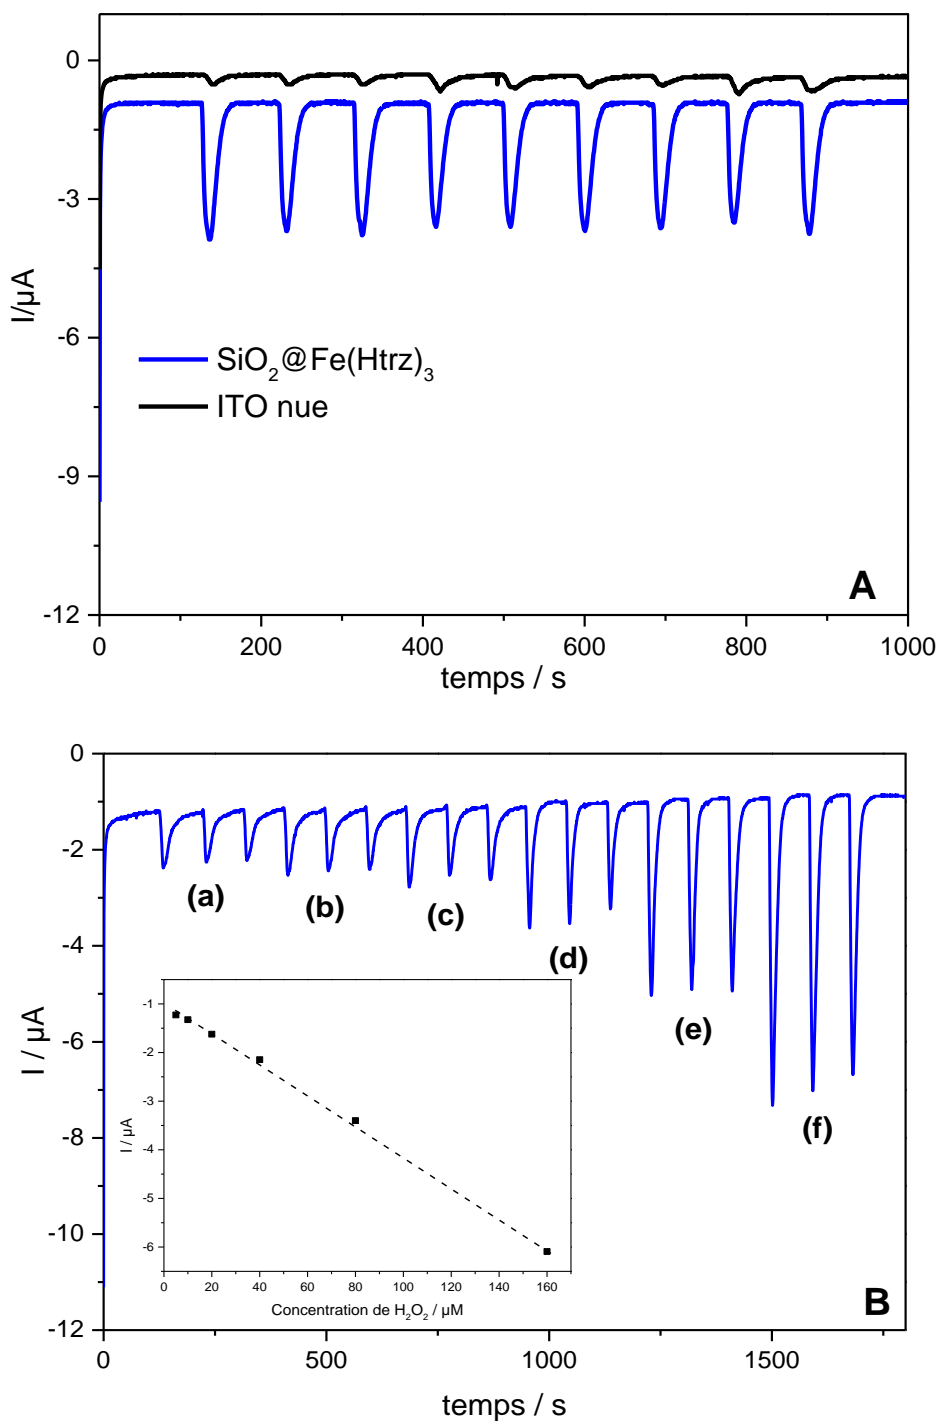 0
-3
-6
-9
-12
I/µA
SiO₂@Fe(Htrz)₃
ITO nue
A
0 200 400 600 800 1000
temps / s
0
-2
-4
-6
-8
-10
-12
I / µA
(a)
(b)
(c)
(d)
(e)
(f)
-1
-2
-3
-4
-5
-6
I / µA
0 20 40 60 80 100 120 140 160
Concentration de H₂O₂ / µM
B
0 500 1000 1500
temps / s